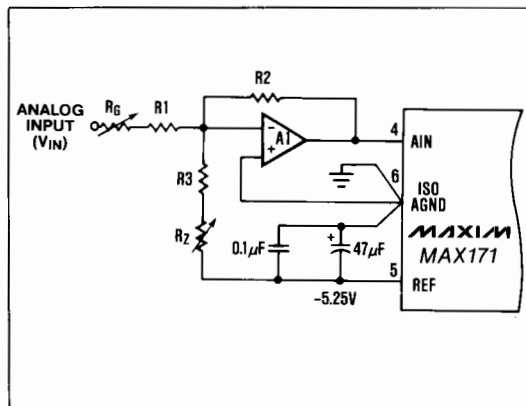 R2
ANALOG
INPUT
(VIN)
RG
R1
−
A1
+
4
AIN
R3
6
ISO
AGND
RZ
MAXIM
MAX171
0.1µF
+
47µF
5
REF
−5.25V